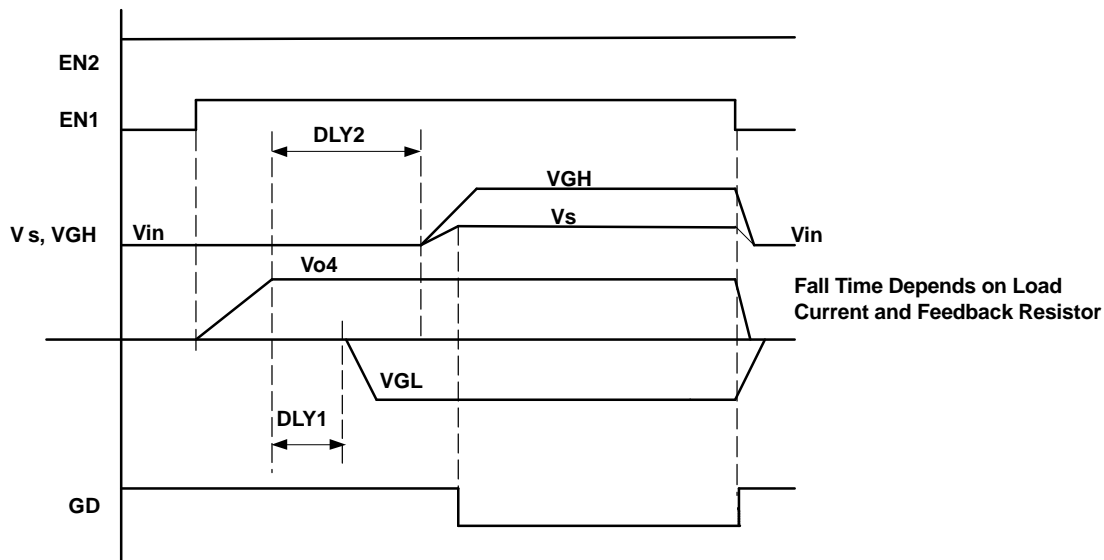 EN2
EN1
DLY2
VGH
Vs
V s, VGH
Vin
Vin
Vo4
Fall Time Depends on Load
Current and Feedback Resistor
VGL
DLY1
GD